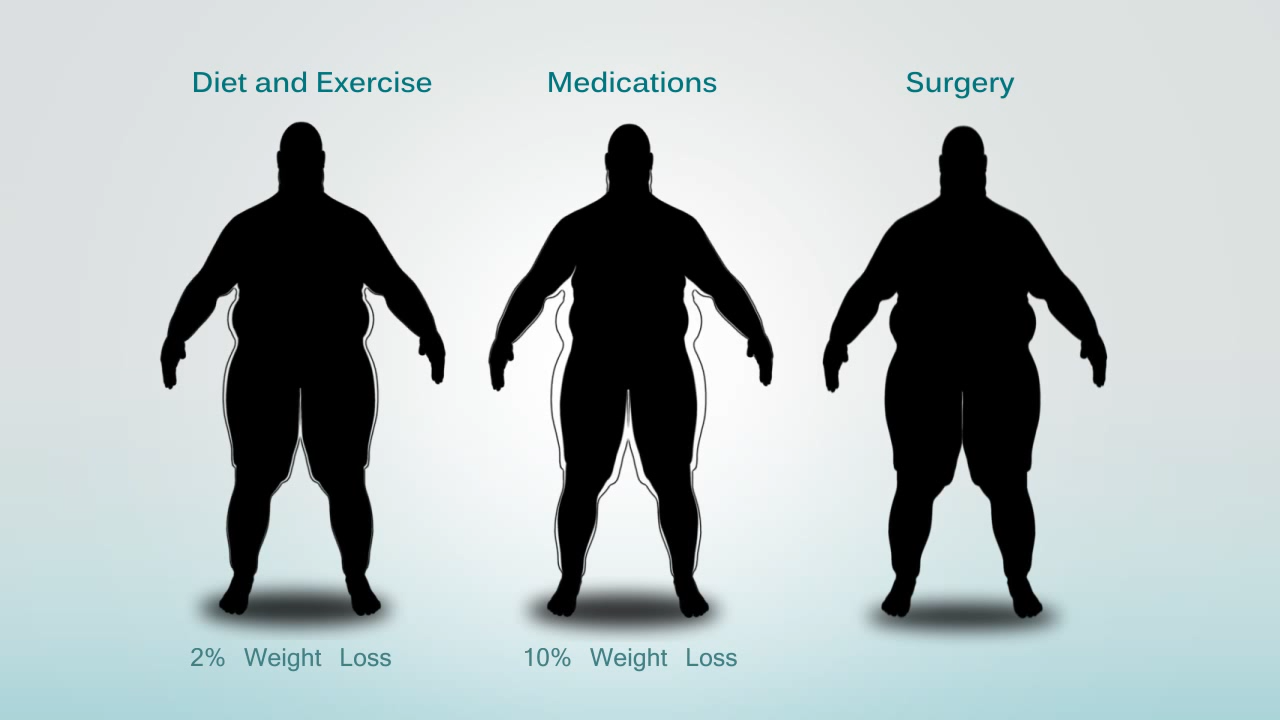 Diet and Exercise
Medications
Surgery
2% Weight Loss
10% Weight Loss